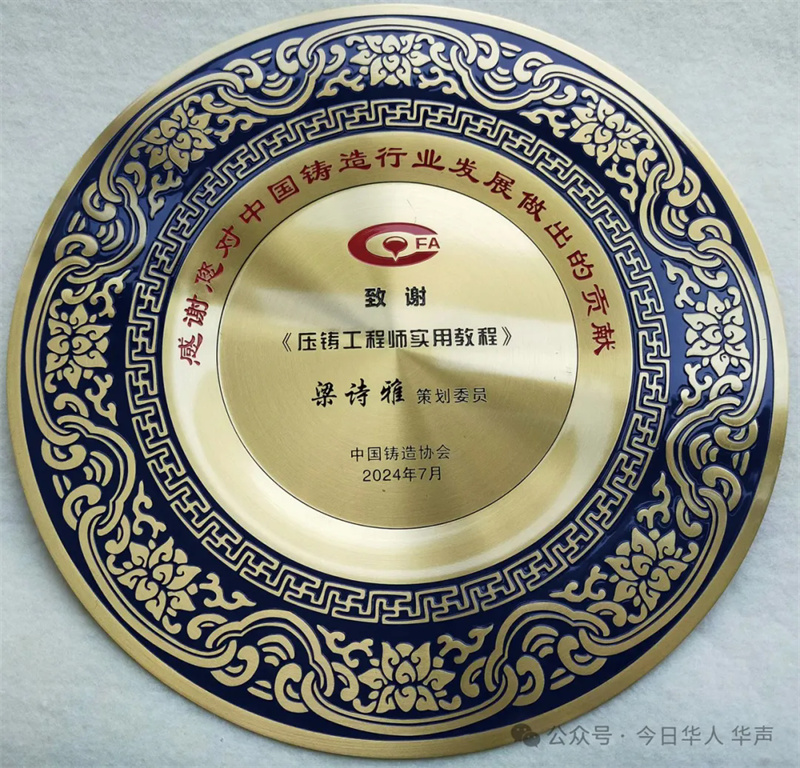 感谢您对中国铸造行业发展做出的贡献
CFA
致谢
《压铸工程师实用教程》
梁诗雅 策划委员
中国铸造协会
2024年7月
公众号·今日华人 华声